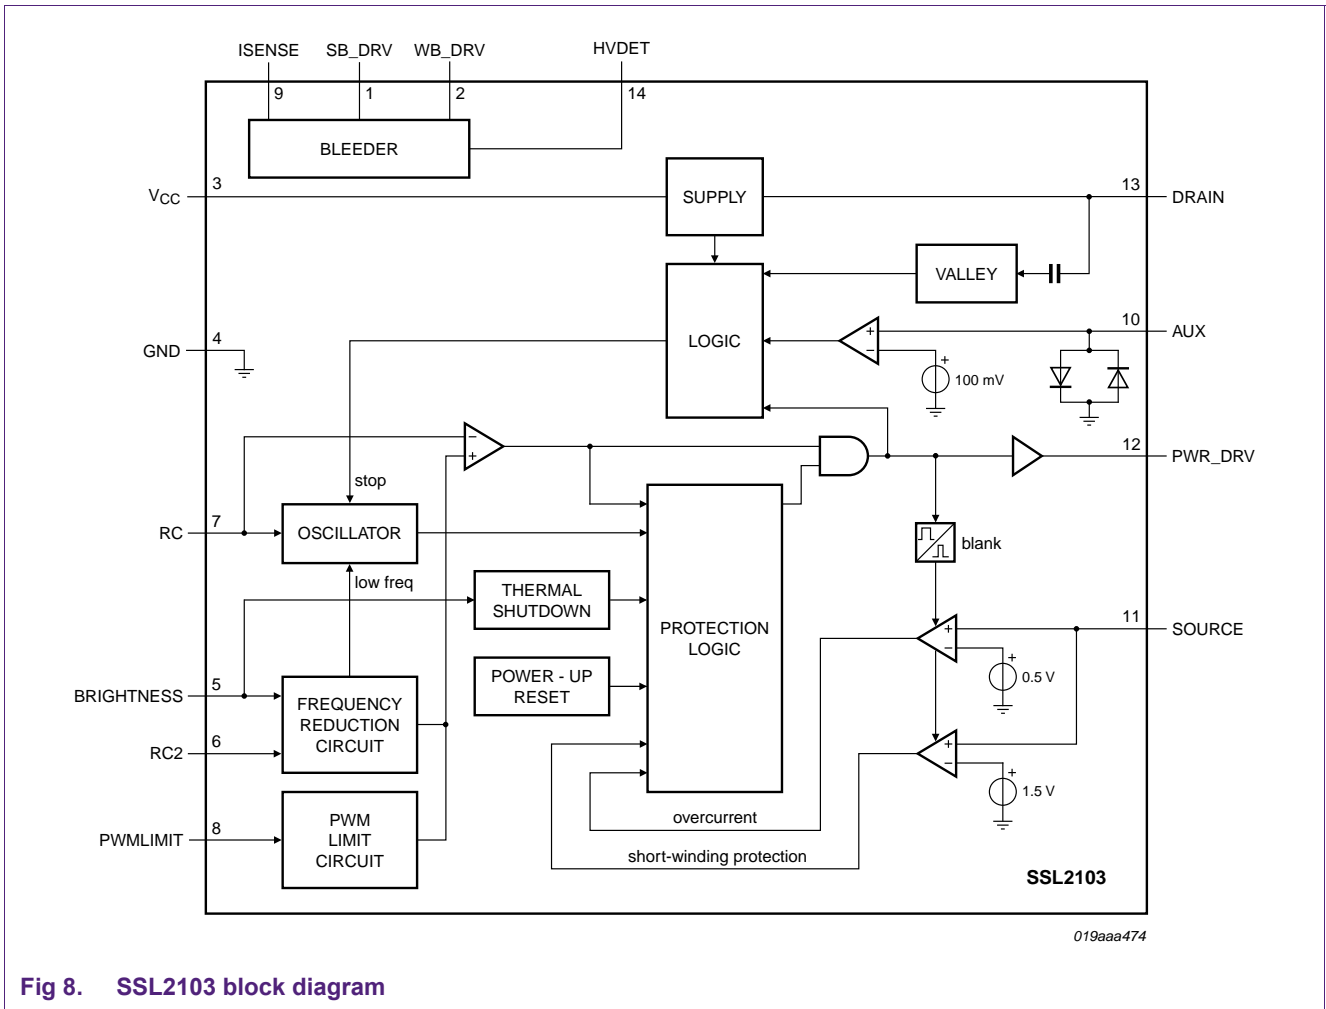 ISENSE SB_DRV WB_DRV HVDET
9 1 2 14
BLEEDER
VCC 3
SUPPLY
13 DRAIN
VALLEY
GND 4
LOGIC
+
−
10 AUX
+
100 mV
−
+
12 PWR_DRV
stop
RC 7
OSCILLATOR
blank
low freq
THERMAL
SHUTDOWN
PROTECTION
LOGIC
+
−
11 SOURCE
+
0.5 V
POWER - UP
RESET
BRIGHTNESS 5
RC2 6
FREQUENCY
REDUCTION
CIRCUIT
+
−
+
1.5 V
PWMLIMIT 8
PWM
LIMIT
CIRCUIT
overcurrent
short-winding protection
SSL2103
019aaa474
Fig 8. SSL2103 block diagram